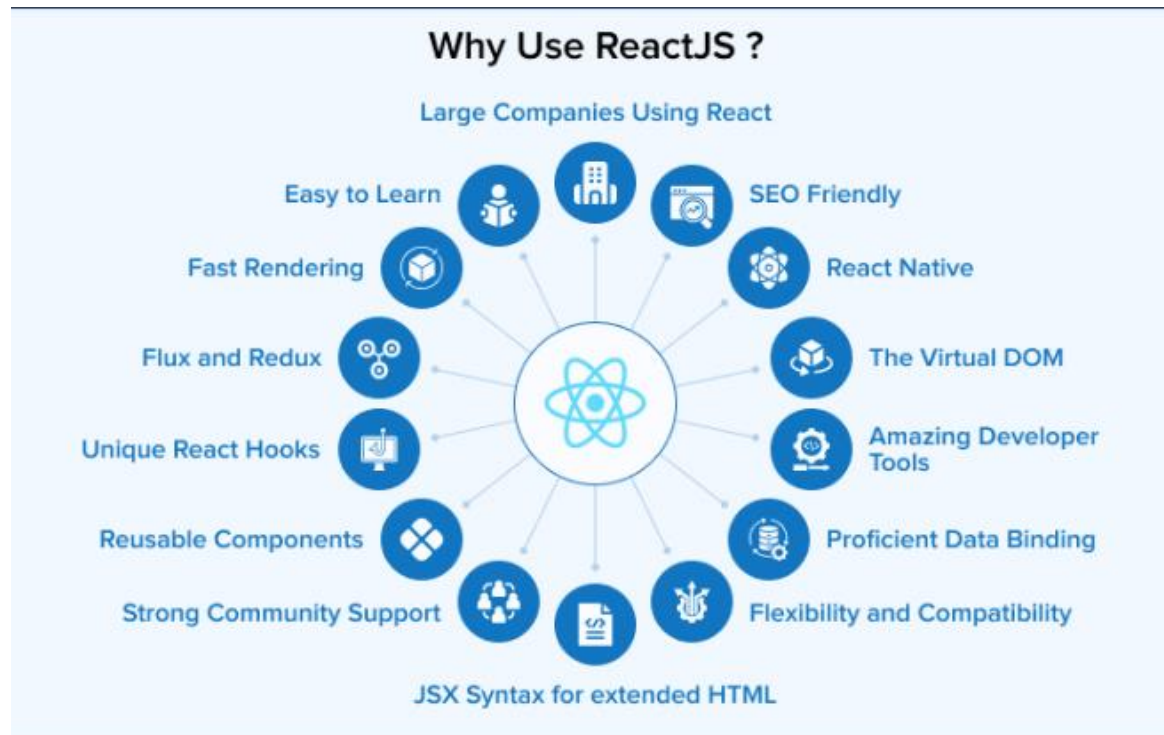 Why Use ReactJS ?
Large Companies Using React
Easy to Learn
SEO Friendly
Fast Rendering
React Native
Flux and Redux
The Virtual DOM
Unique React Hooks
Amazing Developer
Tools
Reusable Components
Proficient Data Binding
Strong Community Support
Flexibility and Compatibility
JSX Syntax for extended HTML